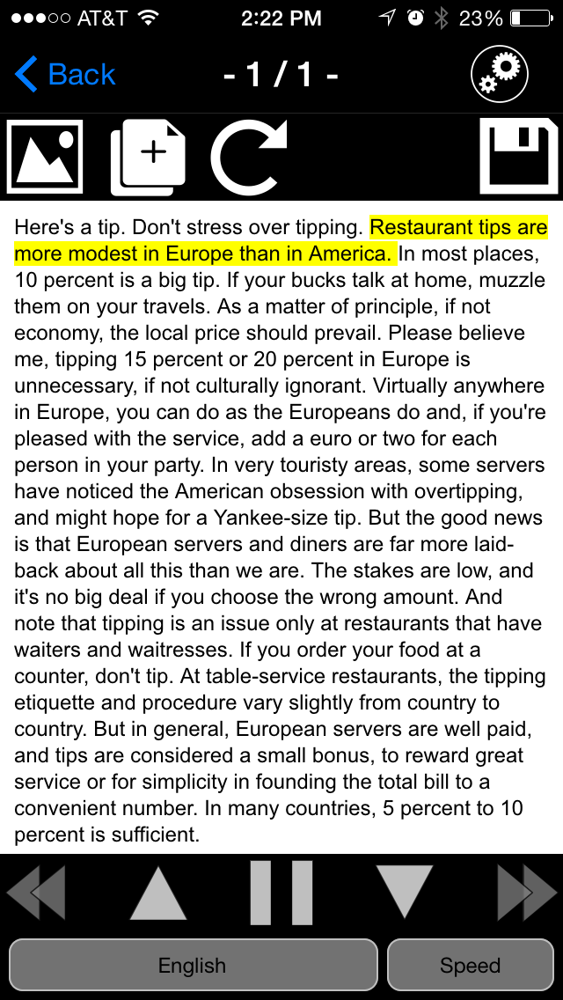 AT&T 2:22 PM 23%
Back - 1 / 1 -
Here's a tip. Don't stress over tipping. Restaurant tips are
more modest in Europe than in America. In most places,
10 percent is a big tip. If your bucks talk at home, muzzle
them on your travels. As a matter of principle, if not
economy, the local price should prevail. Please believe
me, tipping 15 percent or 20 percent in Europe is
unnecessary, if not culturally ignorant. Virtually anywhere
in Europe, you can do as the Europeans do and, if you're
pleased with the service, add a euro or two for each
person in your party. In very touristy areas, some servers
have noticed the American obsession with overtipping,
and might hope for a Yankee-size tip. But the good news
is that European servers and diners are far more laid-
back about all this than we are. The stakes are low, and
it's no big deal if you choose the wrong amount. And
note that tipping is an issue only at restaurants that have
waiters and waitresses. If you order your food at a
counter, don't tip. At table-service restaurants, the tipping
etiquette and procedure vary slightly from country to
country. But in general, European servers are well paid,
and tips are considered a small bonus, to reward great
service or for simplicity in founding the total bill to a
convenient number. In many countries, 5 percent to 10
percent is sufficient.
English Speed